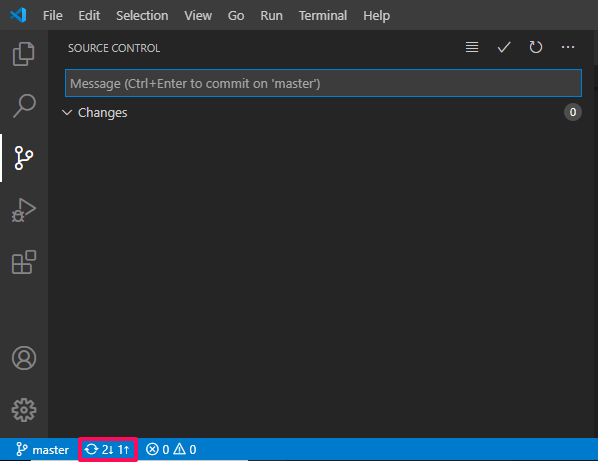 File Edit Selection View Go Run Terminal Help
SOURCE CONTROL
Message (Ctrl+Enter to commit on 'master')
Changes 0
master 2↓ 1↑ 0 0